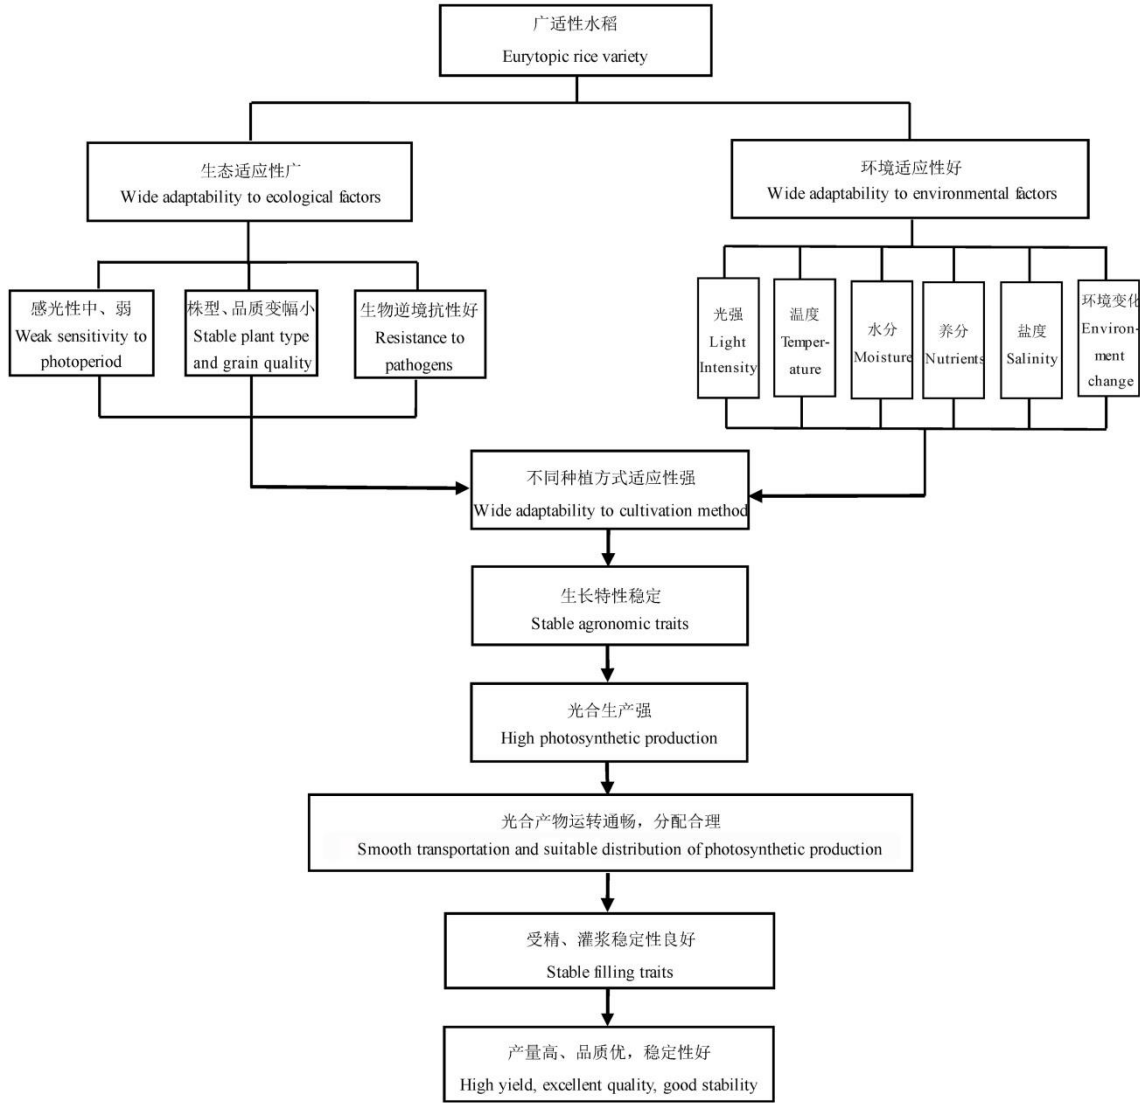 广适性水稻
Eurytopic rice variety
生态适应性广
Wide adaptability to ecological factors
环境适应性好
Wide adaptability to environmental factors
感光性中、弱
Weak sensitivity to
photoperiod
株型、品质变幅小
Stable plant type
and grain quality
生物逆境抗性好
Resistance to
pathogens
光强
Light
Intensity
温度
Temper-
ature
水分
Moisture
养分
Nutrients
盐度
Salinity
环境变化
Environ-
ment
change
不同种植方式适应性强
Wide adaptability to cultivation method
生长特性稳定
Stable agronomic traits
光合生产强
High photosynthetic production
光合产物运转通畅，分配合理
Smooth transportation and suitable distribution of photosynthetic production
受精、灌浆稳定性良好
Stable filling traits
产量高、品质优，稳定性好
High yield, excellent quality, good stability